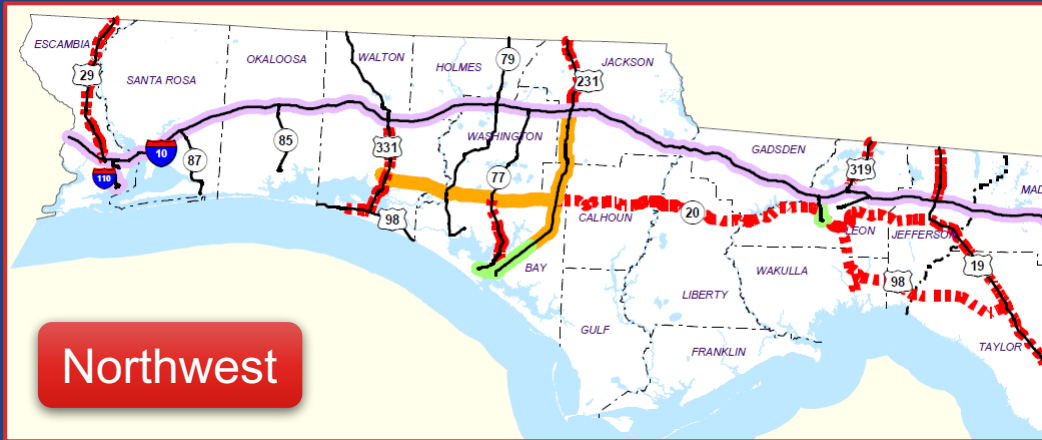 ESCAMBIA
29
SANTA ROSA
OKALOOSA
WALTON
HOLMES
79
JACKSON
231
10
110
87
85
331
WASHINGTON
77
98
GADSDEN
319
MAD
CALHOUN
20
LEON
JEFFERSON
BAY
WAKULLA
98
19
LIBERTY
GULF
FRANKLIN
TAYLOR
Northwest